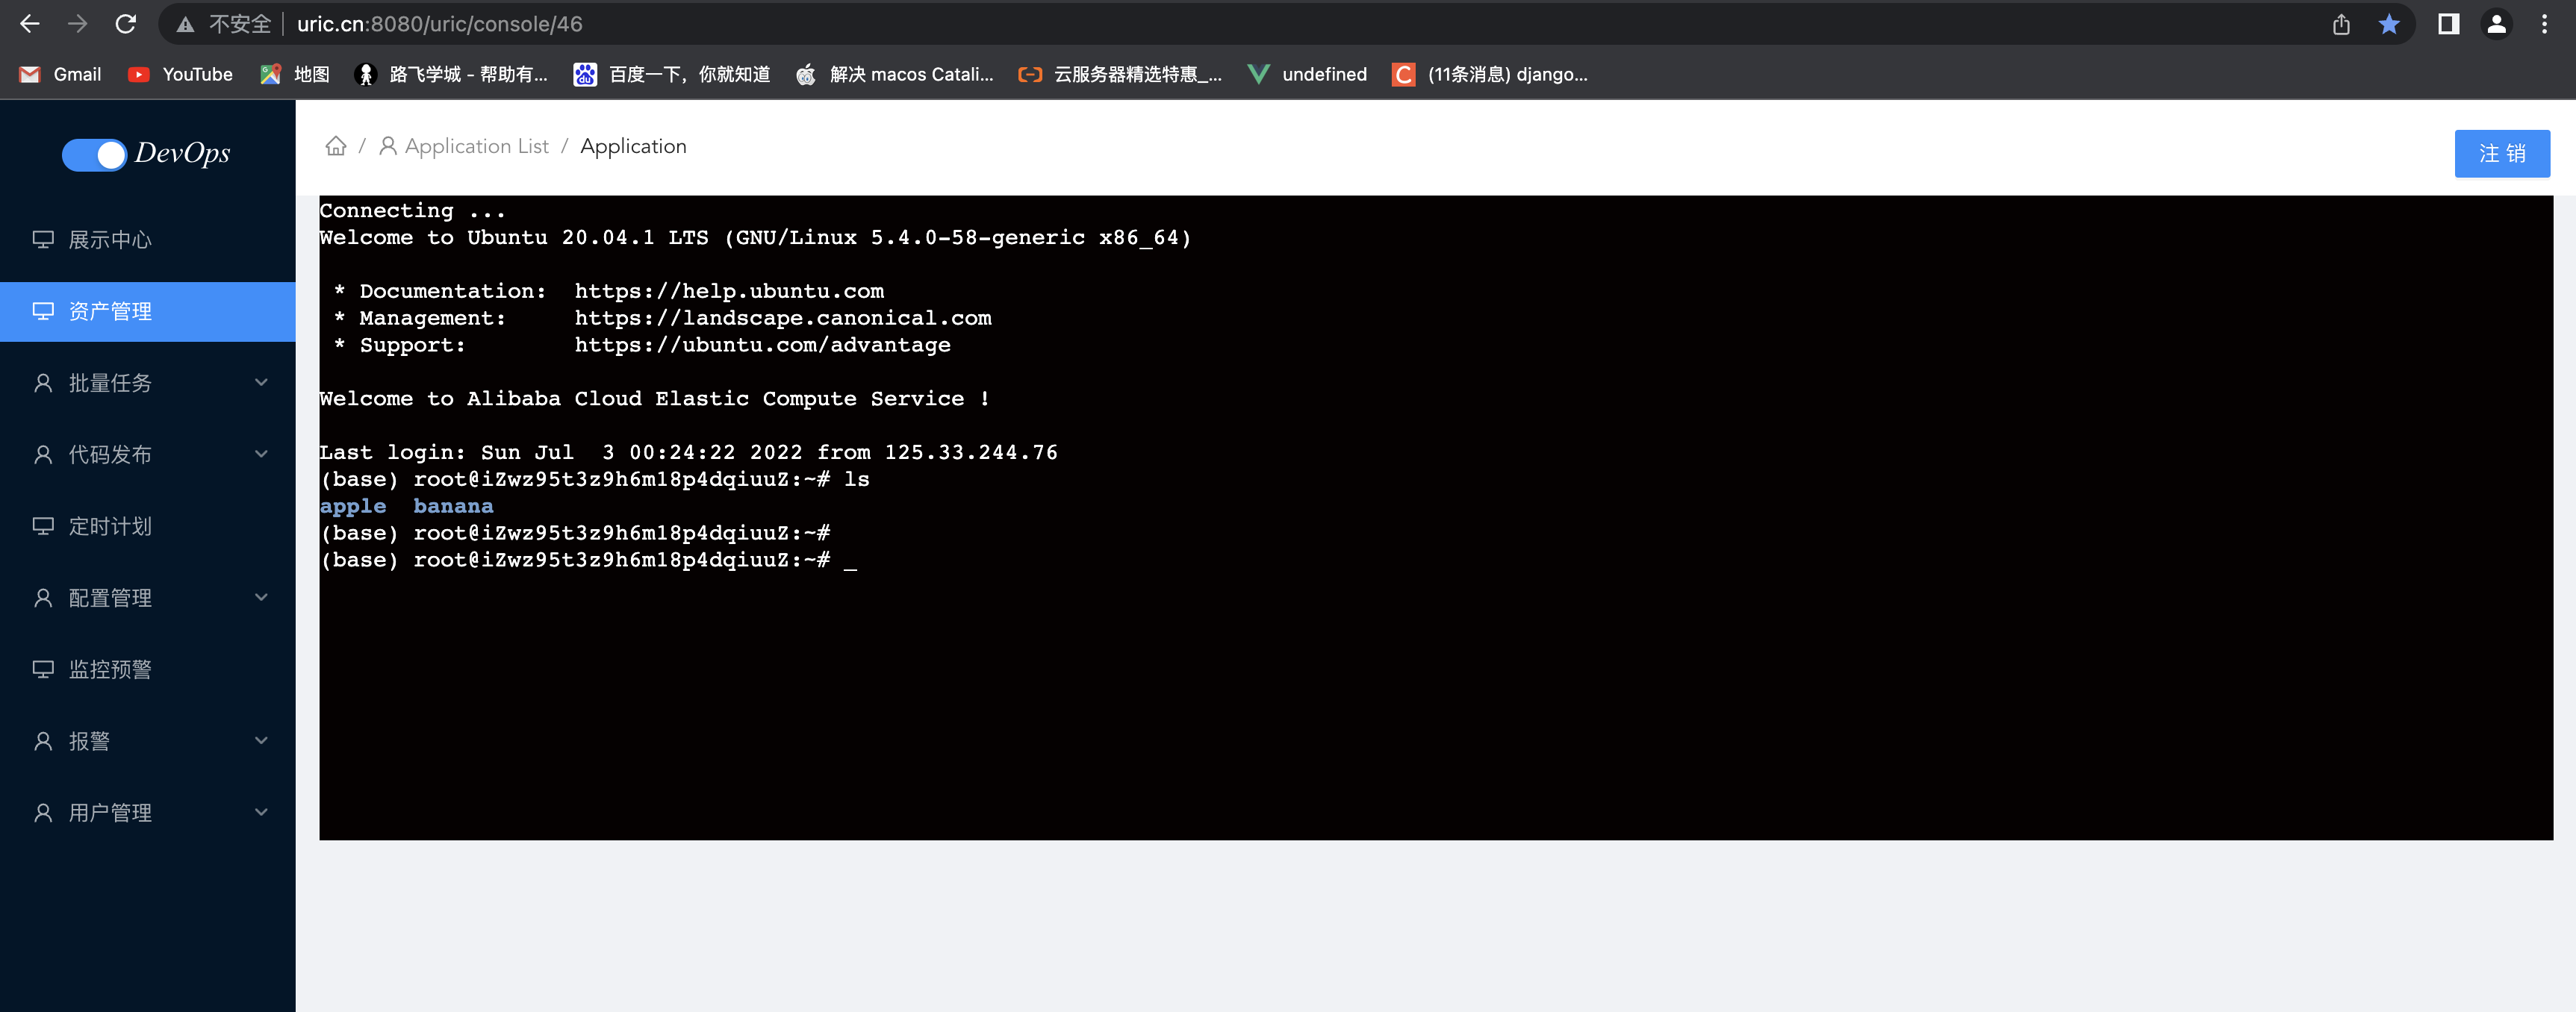 不安全 uric.cn:8080/uric/console/46
Gmail YouTube 地图 路飞学城 - 帮助有... 百度一下，你就知道 解决 macos Catali... 云服务器精选特惠_... undefined (11条消息) django...
DevOps
展示中心
资产管理
批量任务
代码发布
定时计划
配置管理
监控预警
报警
用户管理
/ Application List / Application
注 销
Connecting ...
Welcome to Ubuntu 20.04.1 LTS (GNU/Linux 5.4.0-58-generic x86_64)
* Documentation:  https://help.ubuntu.com
* Management:     https://landscape.canonical.com
* Support:        https://ubuntu.com/advantage
Welcome to Alibaba Cloud Elastic Compute Service !
Last login: Sun Jul  3 00:24:22 2022 from 125.33.244.76
(base) root@iZwz95t3z9h6m18p4dqiuuZ:~# ls
apple  banana
(base) root@iZwz95t3z9h6m18p4dqiuuZ:~#
(base) root@iZwz95t3z9h6m18p4dqiuuZ:~# _